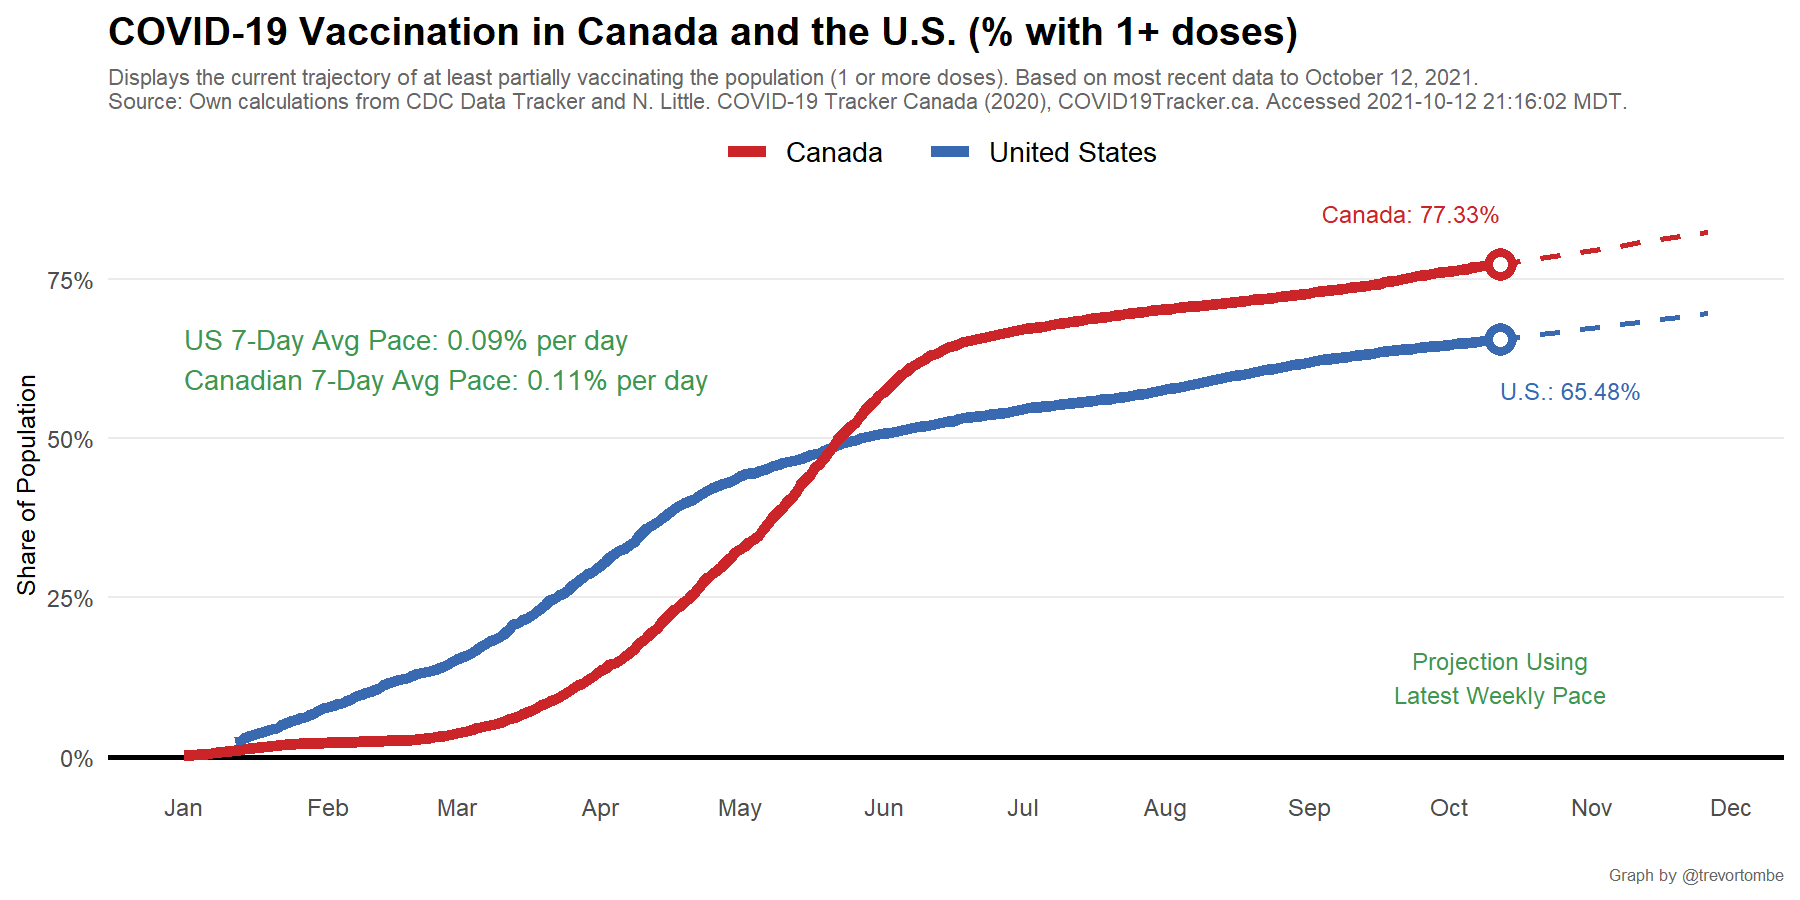 COVID-19 Vaccination in Canada and the U.S. (% with 1+ doses)
Displays the current trajectory of at least partially vaccinating the population (1 or more doses). Based on most recent data to October 12, 2021.
Source: Own calculations from CDC Data Tracker and N. Little. COVID-19 Tracker Canada (2020), COVID19Tracker.ca. Accessed 2021-10-12 21:16:02 MDT.
Canada United States
Canada: 77.33%
75%
US 7-Day Avg Pace: 0.09% per day
Canadian 7-Day Avg Pace: 0.11% per day
U.S.: 65.48%
Share of Population
50%
25%
Projection Using
Latest Weekly Pace
0%
Jan Feb Mar Apr May Jun Jul Aug Sep Oct Nov Dec
Graph by @trevortombe